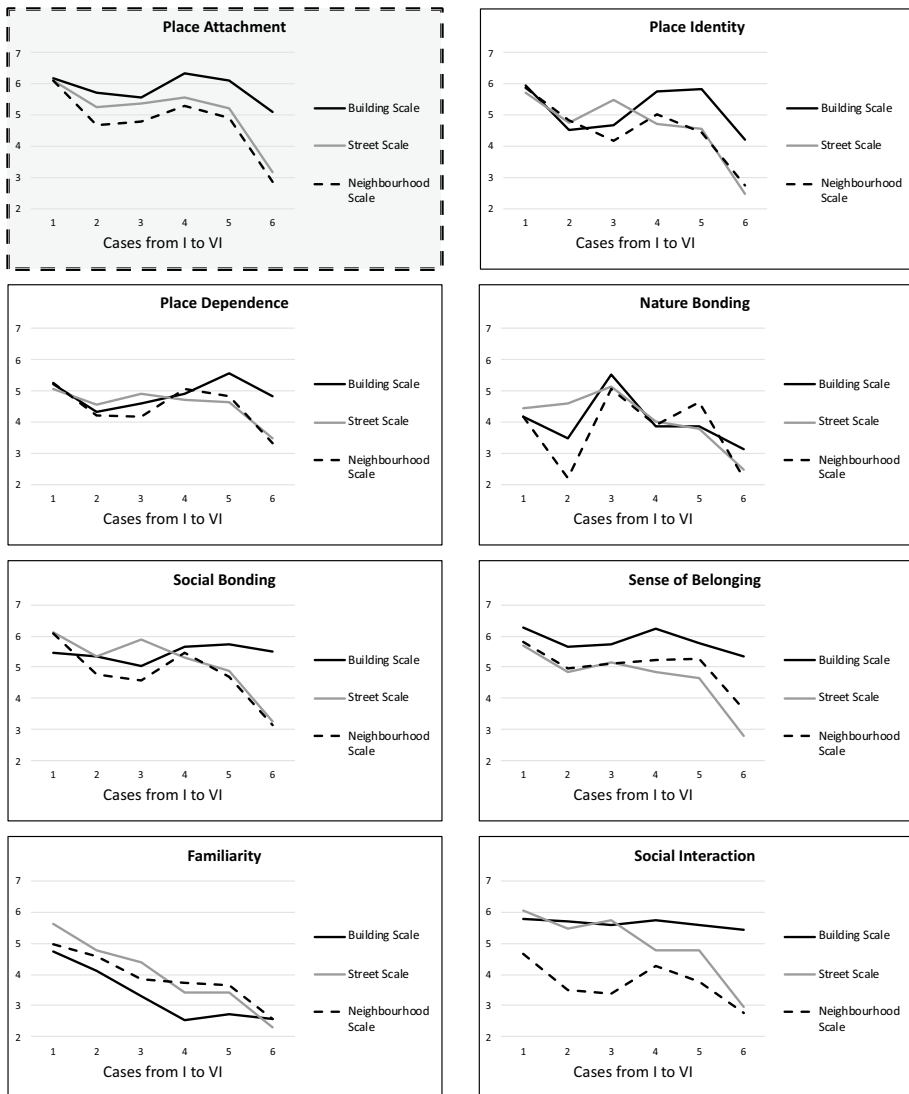 Place Attachment
7
6
5
4
3
2
1 2 3 4 5 6
Cases from I to VI
Building Scale
Street Scale
Neighbourhood
Scale
Place Identity
7
6
5
4
3
2
1 2 3 4 5 6
Cases from I to VI
Building Scale
Street Scale
Neighbourhood
Scale
Place Dependence
7
6
5
4
3
2
1 2 3 4 5 6
Cases from I to VI
Building Scale
Street Scale
Neighbourhood
Scale
Nature Bonding
7
6
5
4
3
2
1 2 3 4 5 6
Cases from I to VI
Building Scale
Street Scale
Neighbourhood
Scale
Social Bonding
7
6
5
4
3
2
1 2 3 4 5 6
Cases from I to VI
Building Scale
Street Scale
Neighbourhood
Scale
Sense of Belonging
7
6
5
4
3
2
1 2 3 4 5 6
Cases from I to VI
Building Scale
Street Scale
Neighbourhood
Scale
Familiarity
7
6
5
4
3
2
1 2 3 4 5 6
Cases from I to VI
Building Scale
Street Scale
Neighbourhood
Scale
Social Interaction
7
6
5
4
3
2
1 2 3 4 5 6
Cases from I to VI
Building Scale
Street Scale
Neighbourhood
Scale